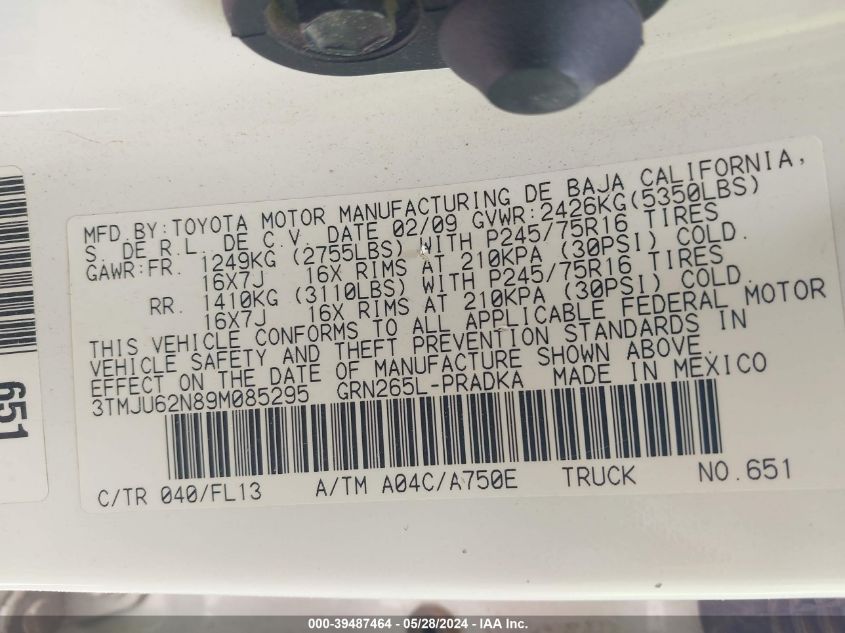 MFD.BY:TOYOTA MOTOR MANUFACTURING DE BAJA CALIFORNIA,
S. DE R.L. DE C.V. DATE 02/09 GVWR:2426KG(5350LBS)
GAWR:FR. 1249KG (2755LBS) WITH P245/75R16 TIRES
16X7J 16X RIMS AT 210KPA (30PSI) COLD.
RR. 1410KG (3110LBS) WITH P245/75R16 TIRES
16X7J 16X RIMS AT 210KPA (30PSI) COLD.
THIS VEHICLE CONFORMS TO ALL APPLICABLE FEDERAL MOTOR
VEHICLE SAFETY AND THEFT PREVENTION STANDARDS IN
EFFECT ON THE DATE OF MANUFACTURE SHOWN ABOVE.
3TMJU62N89M085295 GRN265L-PRADKA MADE IN MEXICO
C/TR 040/FL13 A/TM A04C/A750E TRUCK NO.651
651
000-39487464 - 05/28/2024 - IAA Inc.